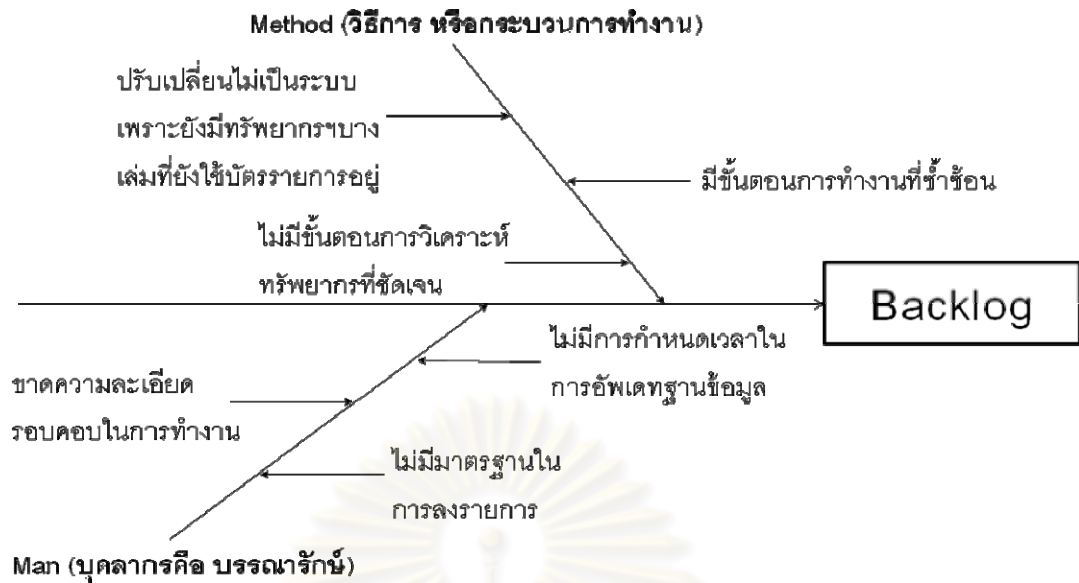 Method (วิธีการ หรือกระบวนการทำงาน)
ปรับเปลี่ยนไม่เป็นระบบ
เพราะยังมีทรัพยากรฯบาง
เล่มที่ยังใช้บัตรรายการอยู่
มีขั้นตอนการทำงานที่ซ้ำซ้อน
ไม่มีขั้นตอนการวิเคราะห์
ทรัพยากรที่ชัดเจน
Backlog
ไม่มีการกำหนดเวลาใน
การอัพเดทฐานข้อมูล
ขาดความละเอียด
รอบคอบในการทำงาน
ไม่มีมาตรฐานใน
การลงรายการ
Man (บุคลากรคือ บรรณารักษ์)